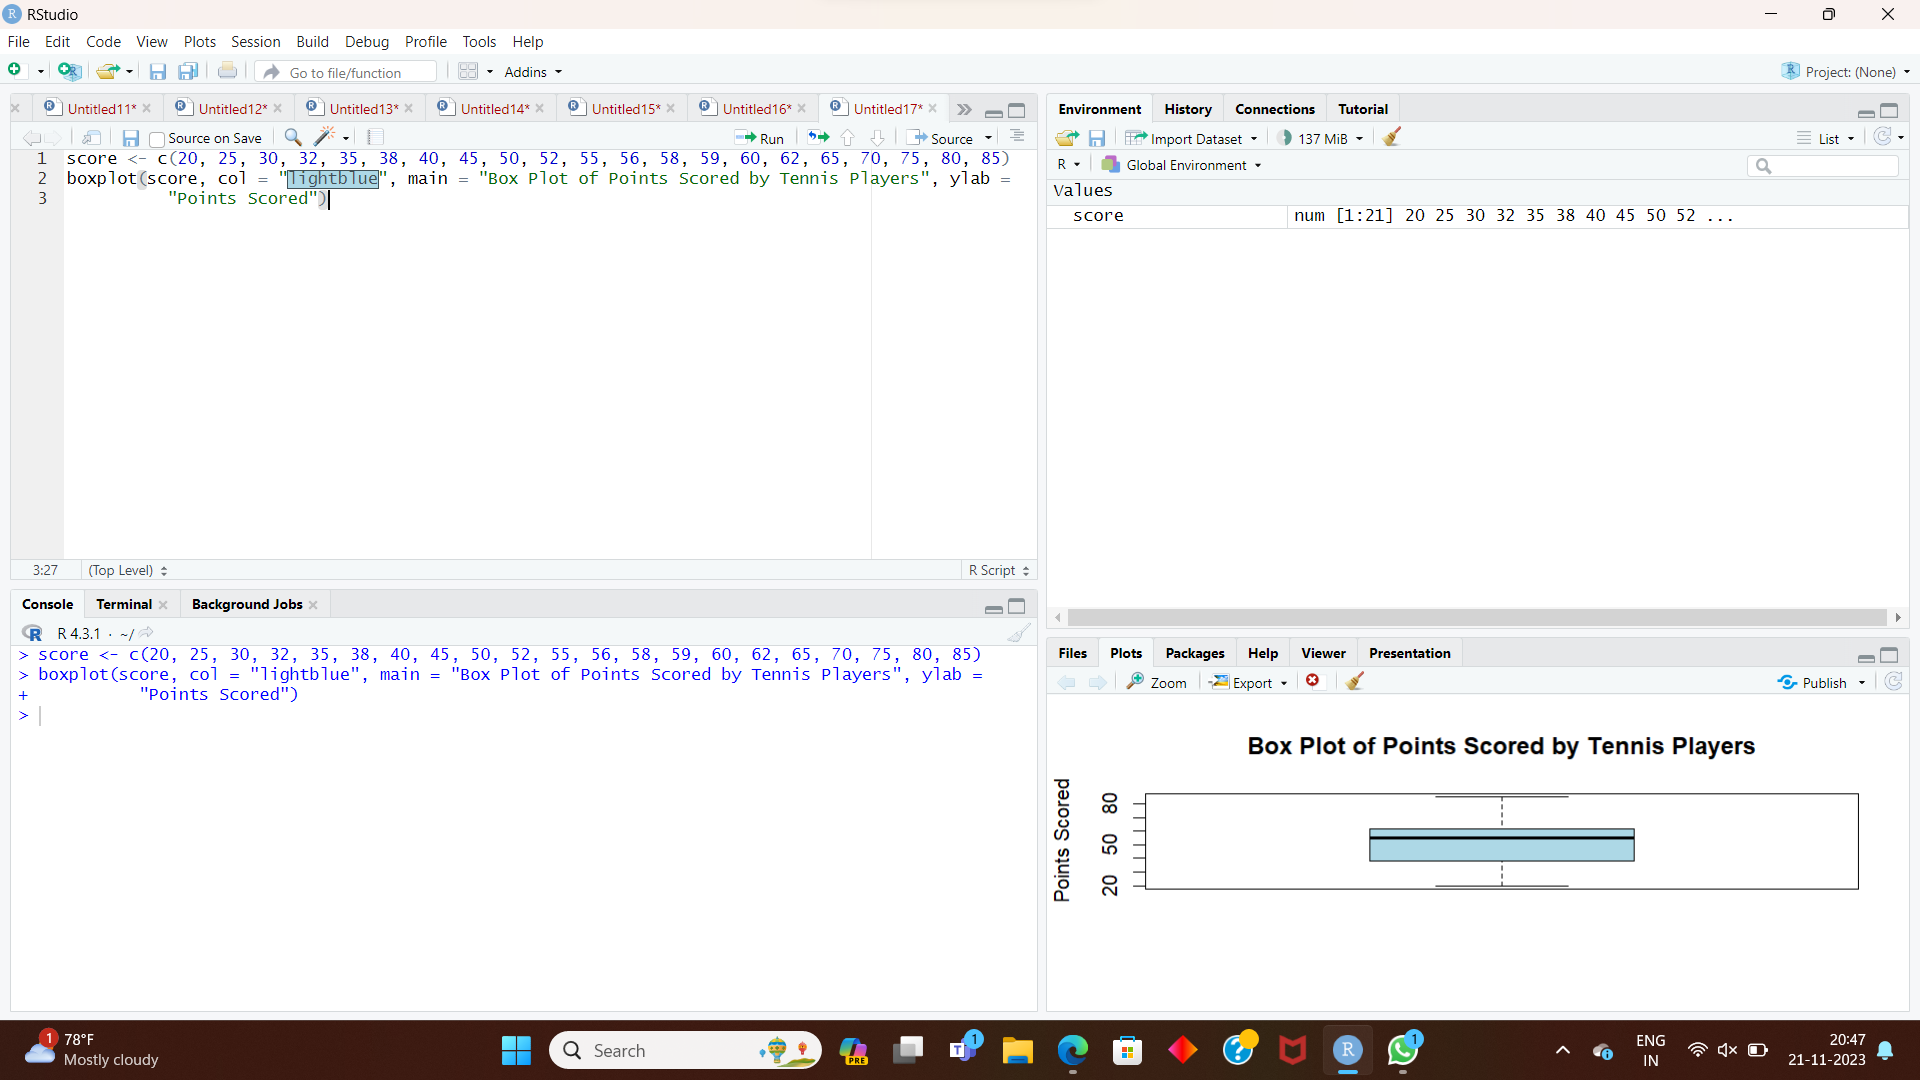 RStudio
File Edit Code View Plots Session Build Debug Profile Tools Help
Go to file/function Addins Project: (None)
Untitled11* Untitled12* Untitled13* Untitled14* Untitled15* Untitled16* Untitled17*
Source on Save Run Source
1 score <- c(20, 25, 30, 32, 35, 38, 40, 45, 50, 52, 55, 56, 58, 59, 60, 62, 65, 70, 75, 80, 85)
2 boxplot(score, col = "lightblue", main = "Box Plot of Points Scored by Tennis Players", ylab =
3 "Points Scored")
3:27 (Top Level) R Script
Console Terminal Background Jobs
R 4.3.1 · ~/
> score <- c(20, 25, 30, 32, 35, 38, 40, 45, 50, 52, 55, 56, 58, 59, 60, 62, 65, 70, 75, 80, 85)
> boxplot(score, col = "lightblue", main = "Box Plot of Points Scored by Tennis Players", ylab =
+ "Points Scored")
>
Environment History Connections Tutorial
Import Dataset 137 MiB List
R Global Environment
Values
score num [1:21] 20 25 30 32 35 38 40 45 50 52 ...
Files Plots Packages Help Viewer Presentation
Zoom Export Publish
Box Plot of Points Scored by Tennis Players
Points Scored
80
50
20
1 78°F
Mostly cloudy
Search
PRE
1
1
ENG
IN
20:47
21-11-2023